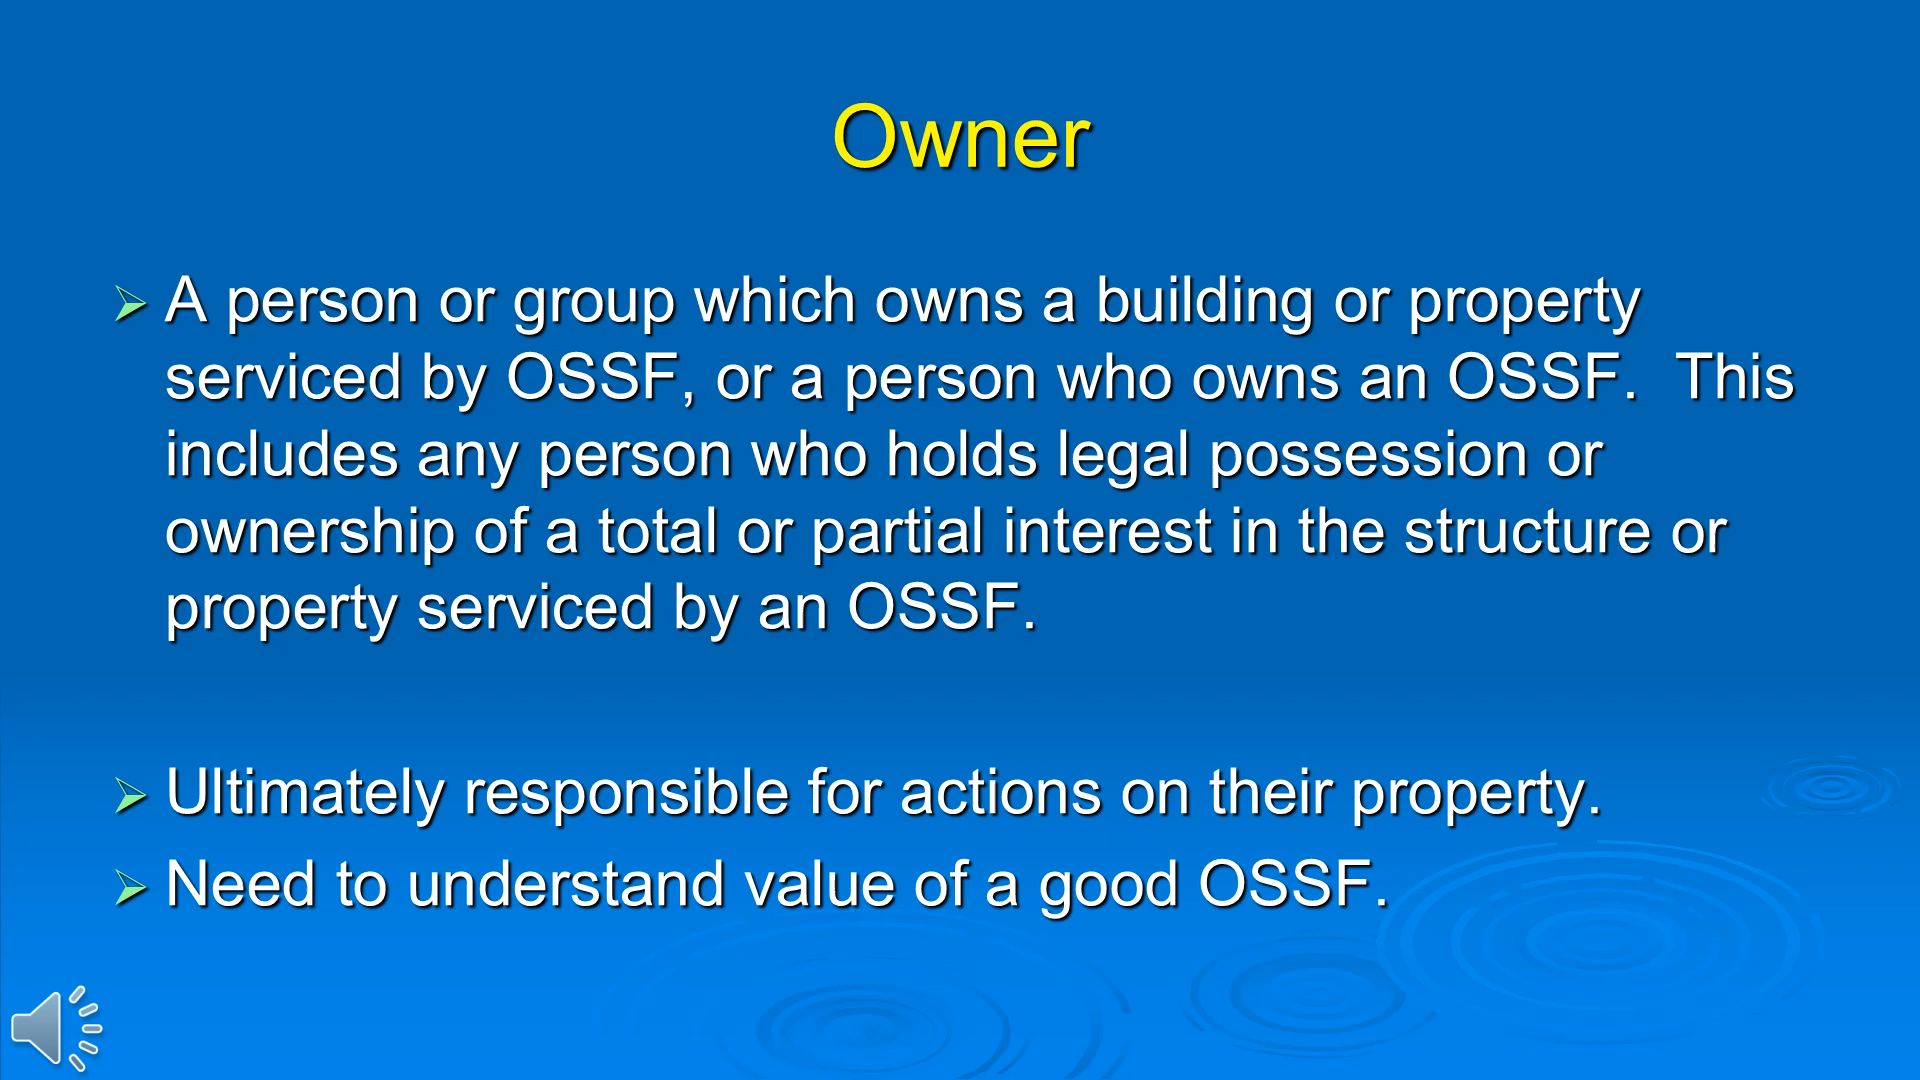 Owner
A person or group which owns a building or property
serviced by OSSF, or a person who owns an OSSF.  This
includes any person who holds legal possession or
ownership of a total or partial interest in the structure or
property serviced by an OSSF.
Ultimately responsible for actions on their property.
Need to understand value of a good OSSF.